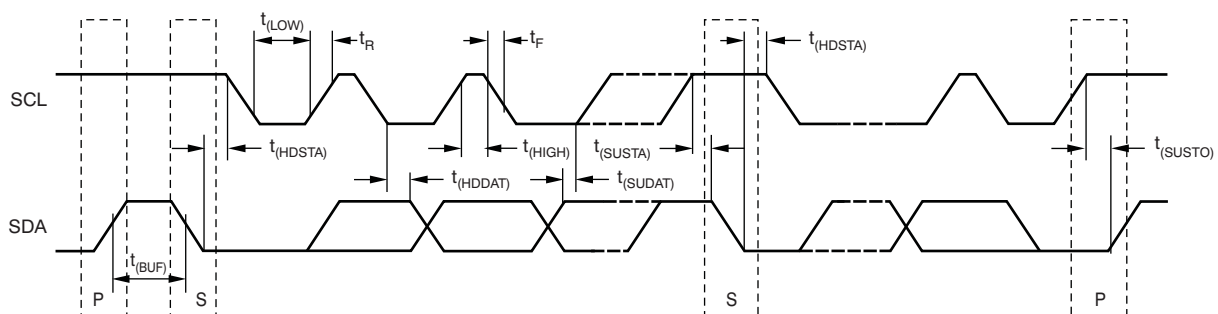 t(LOW)
tR
tF
t(HDSTA)
SCL
t(HDSTA)
t(HIGH)
t(SUSTA)
t(SUSTO)
t(HDDAT)
t(SUDAT)
SDA
t(BUF)
P
S
S
P